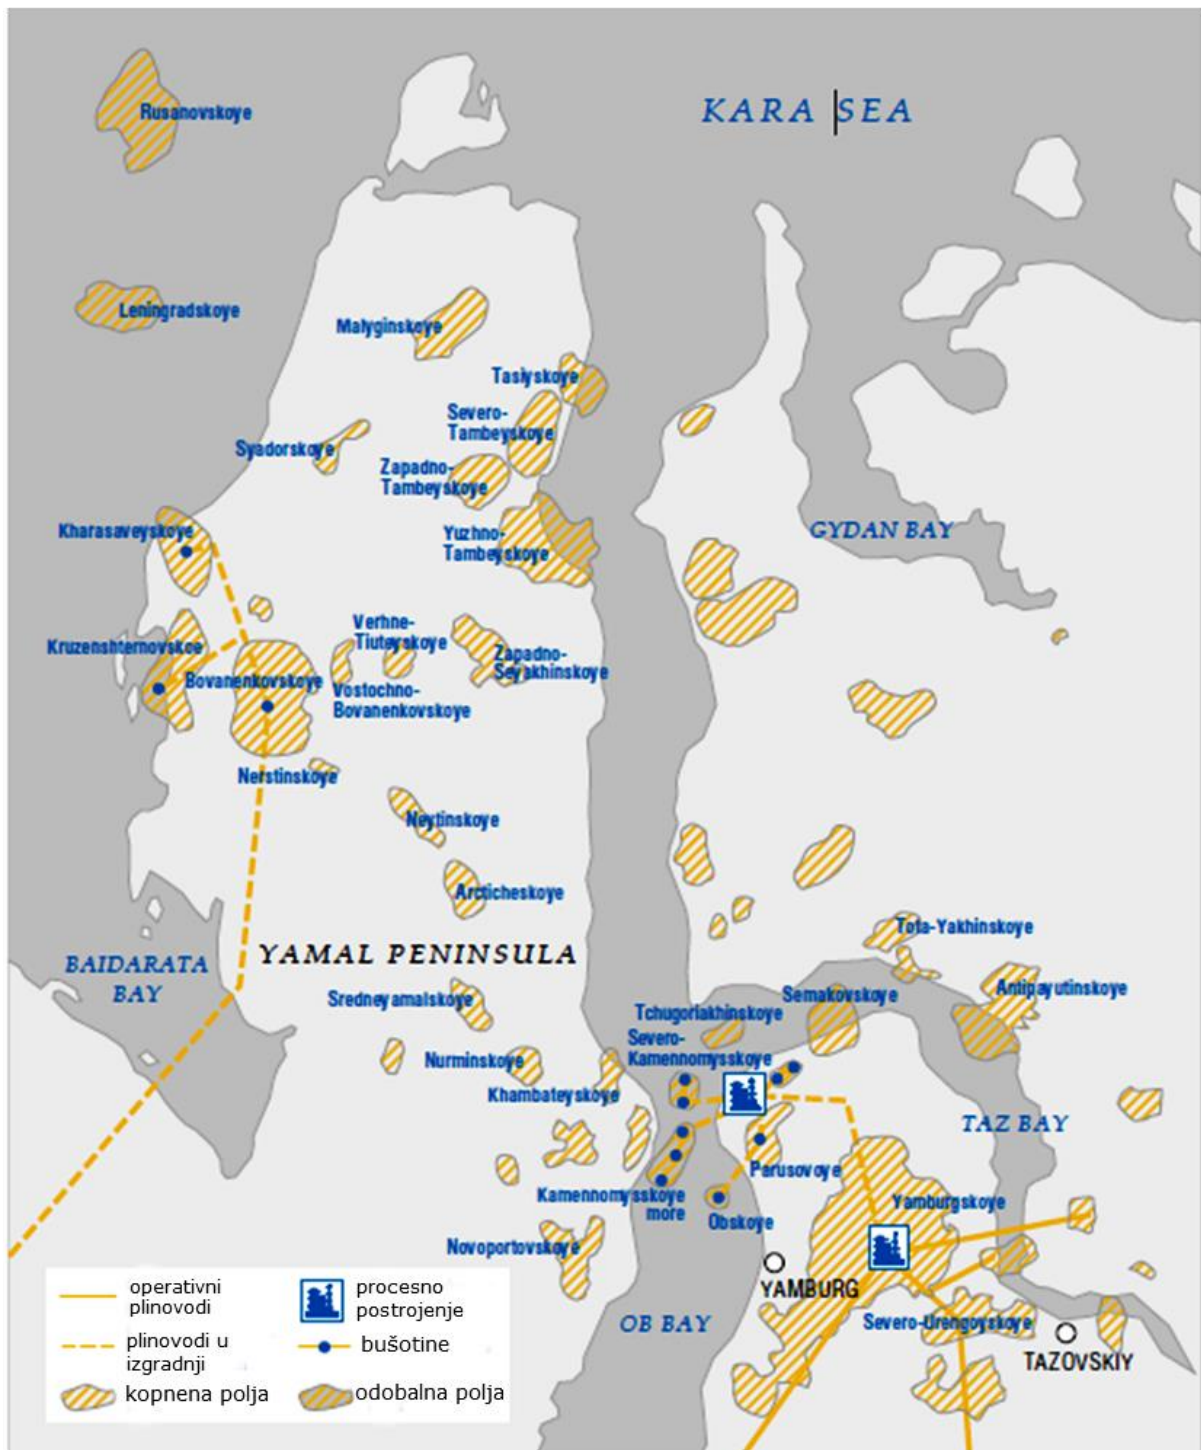 KARA SEA
Rusanovskoye
Leningradskoye
Malyginskoye
Tasiyskoye
Severo-
Tambeyskoye
Syadorskoye
Zapadno-
Tambeyskoye
Kharasaveyskoye
Yuzhno-
Tambeyskoye
GYDAN BAY
Verhne-
Tiuteyskoye
Kruzenshternovskoe
Zapadno-
Seyakhinskoye
Bovanenkovskoye
Vostochno-
Bovanenkovskoye
Nerstinskoye
Neytinskoye
Arcticheskoye
Tota-Yakhinskoye
YAMAL PENINSULA
BAIDARATA
BAY
Sredneyamalskoye
Semakovskoye
Antipayutinskoye
Tchugoriakhinskoye
Severo-
Kamennomysskoye
Nurminskoye
Khambateyskoye
TAZ BAY
Parusovoye
Kamennomysskoye
more
Obskoye
Yamburgskoye
Novoportovskoye
YAMBURG
OB BAY
Severo-Urengoyskoye
TAZOVSKIY
operativni
plinovodi
procesno
postrojenje
plinovodi u
izgradnji
bušotine
kopnena polja
odobalna polja